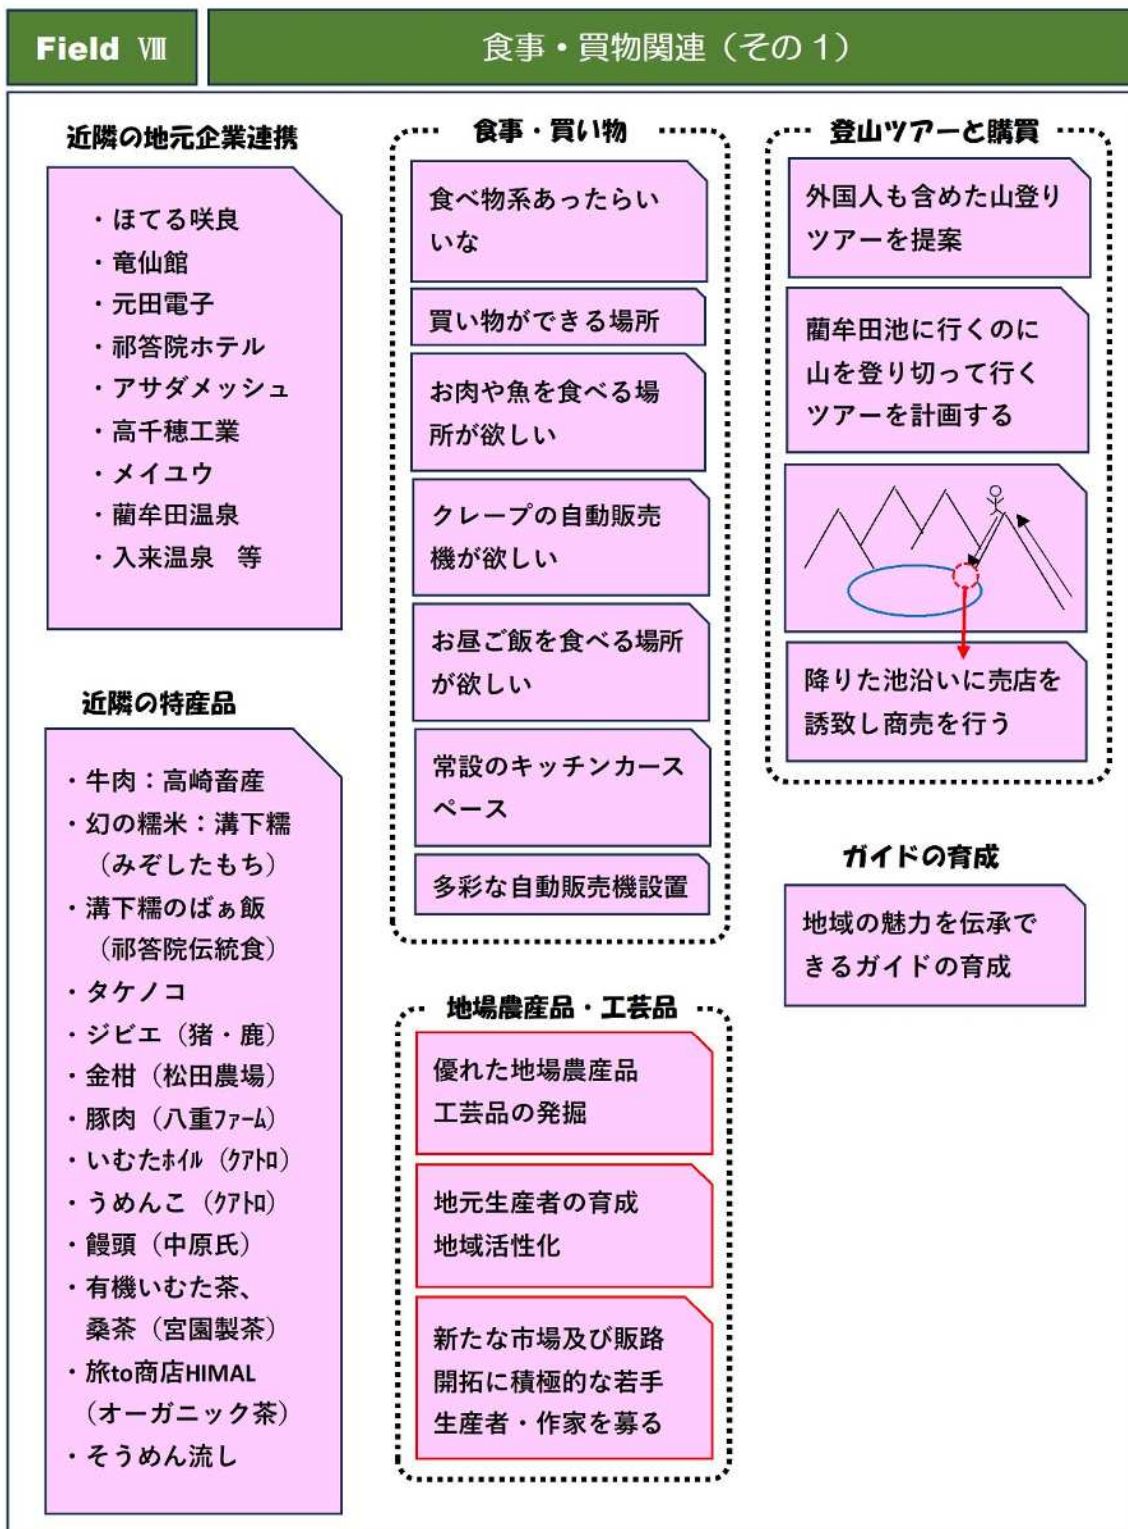 Field Ⅷ
食事・買物関連（その１）
近隣の地元企業連携
・ほてる咲良
・竜仙館
・元田電子
・祁答院ホテル
・アサダメッシュ
・高千穂工業
・メイユウ
・藺牟田温泉
・入来温泉　等
近隣の特産品
・牛肉：高崎畜産
・幻の糯米：溝下糯
（みぞしたもち）
・溝下糯のばぁ飯
（祁答院伝統食）
・タケノコ
・ジビエ（猪・鹿）
・金柑（松田農場）
・豚肉（八重ﾌｧｰﾑ）
・いむたﾎｲﾙ（ｸｱﾄﾛ）
・うめんこ（ｸｱﾄﾛ）
・饅頭（中原氏）
・有機いむた茶、
桑茶（宮園製茶）
・旅to商店HIMAL
（オーガニック茶）
・そうめん流し
食事・買い物
食べ物系あったらい
いな
買い物ができる場所
お肉や魚を食べる場
所が欲しい
クレープの自動販売
機が欲しい
お昼ご飯を食べる場所
が欲しい
常設のキッチンカース
ペース
多彩な自動販売機設置
地場農産品・工芸品
優れた地場農産品
工芸品の発掘
地元生産者の育成
地域活性化
新たな市場及び販路
開拓に積極的な若手
生産者・作家を募る
登山ツアーと購買
外国人も含めた山登り
ツアーを提案
藺牟田池に行くのに
山を登り切って行く
ツアーを計画する
降りた池沿いに売店を
誘致し商売を行う
ガイドの育成
地域の魅力を伝承で
きるガイドの育成